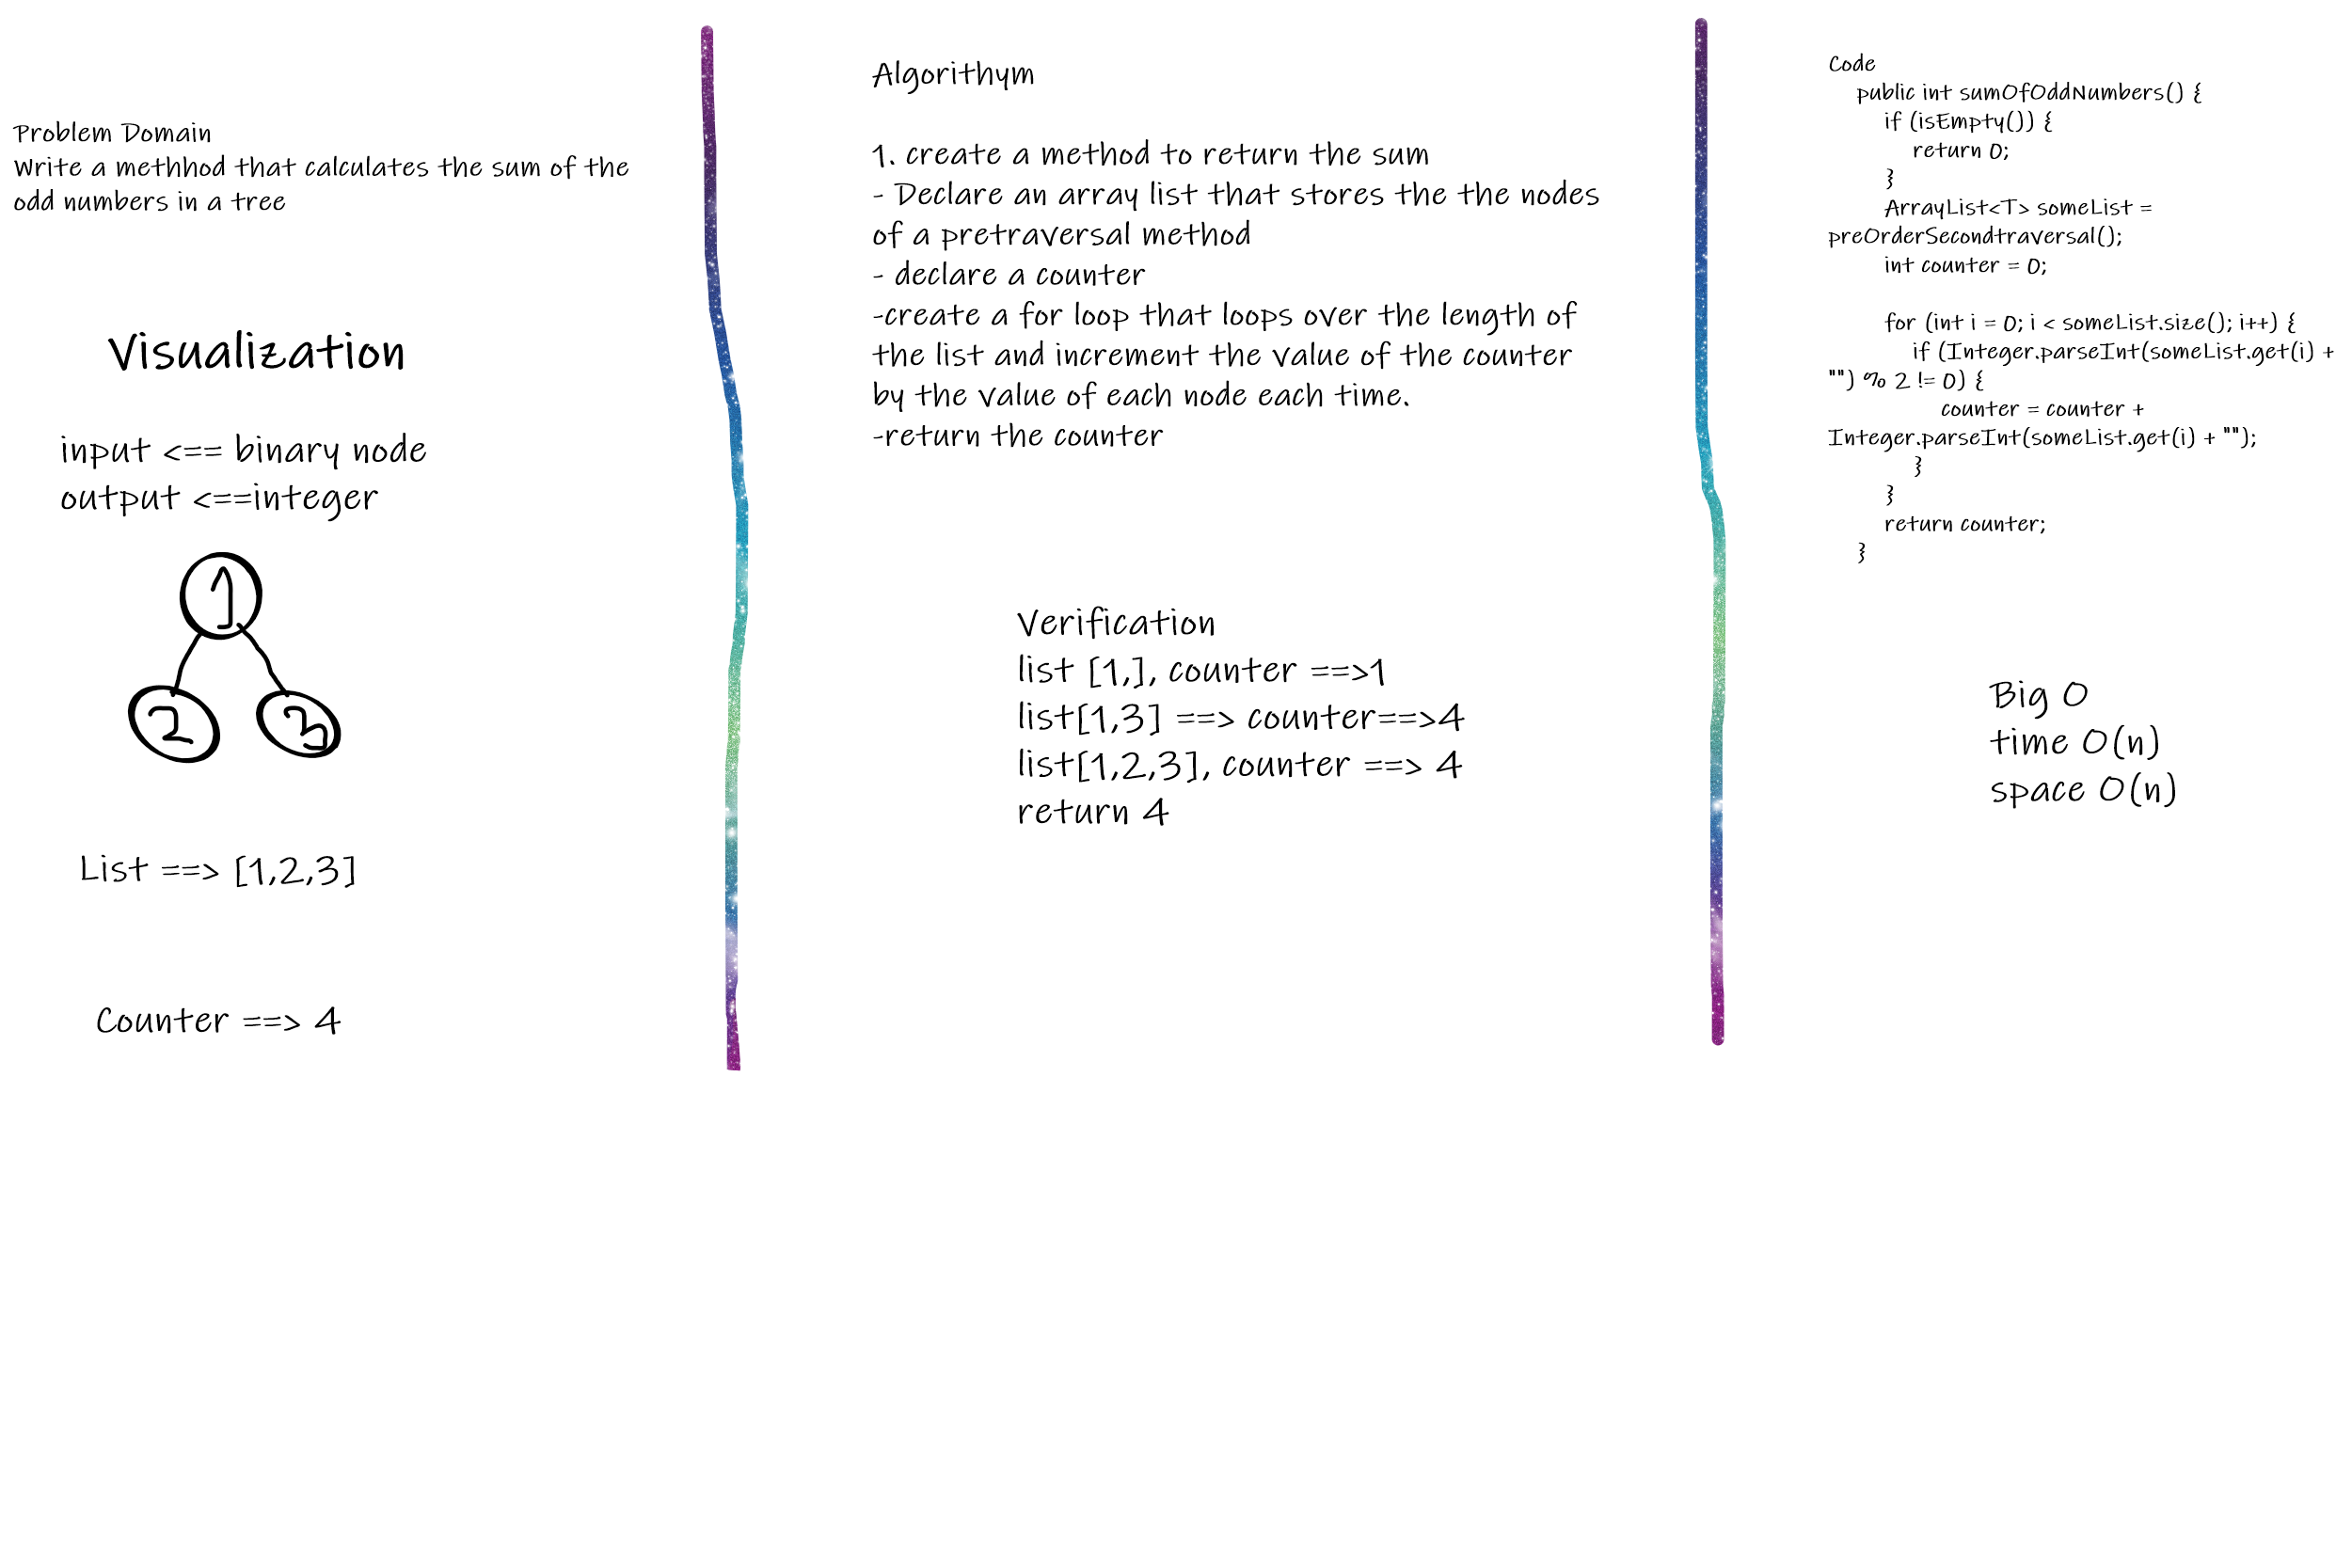 Problem Domain
Write a methhod that calculates the sum of the
odd numbers in a tree
Visualization
input <== binary node
output <==integer
1
2
3
List ==> [1,2,3]
Counter ==> 4
Algorithym
1. create a method to return the sum
- Declare an array list that stores the the nodes
of a pretraversal method
- declare a counter
-create a for loop that loops over the length of
the list and increment the value of the counter
by the value of each node each time.
-return the counter
Verification
list [1,], counter ==>1
list[1,3] ==> counter==>4
list[1,2,3], counter ==> 4
return 4
Code
public int sumOfOddNumbers() {
if (isEmpty()) {
return 0;
}
ArrayList<T> someList =
preOrderSecondtraversal();
int counter = 0;
for (int i = 0; i < someList.size(); i++) {
if (Integer.parseInt(someList.get(i) +
"") % 2 != 0) {
counter = counter +
Integer.parseInt(someList.get(i) + "");
}
}
return counter;
}
Big O
time O(n)
space O(n)